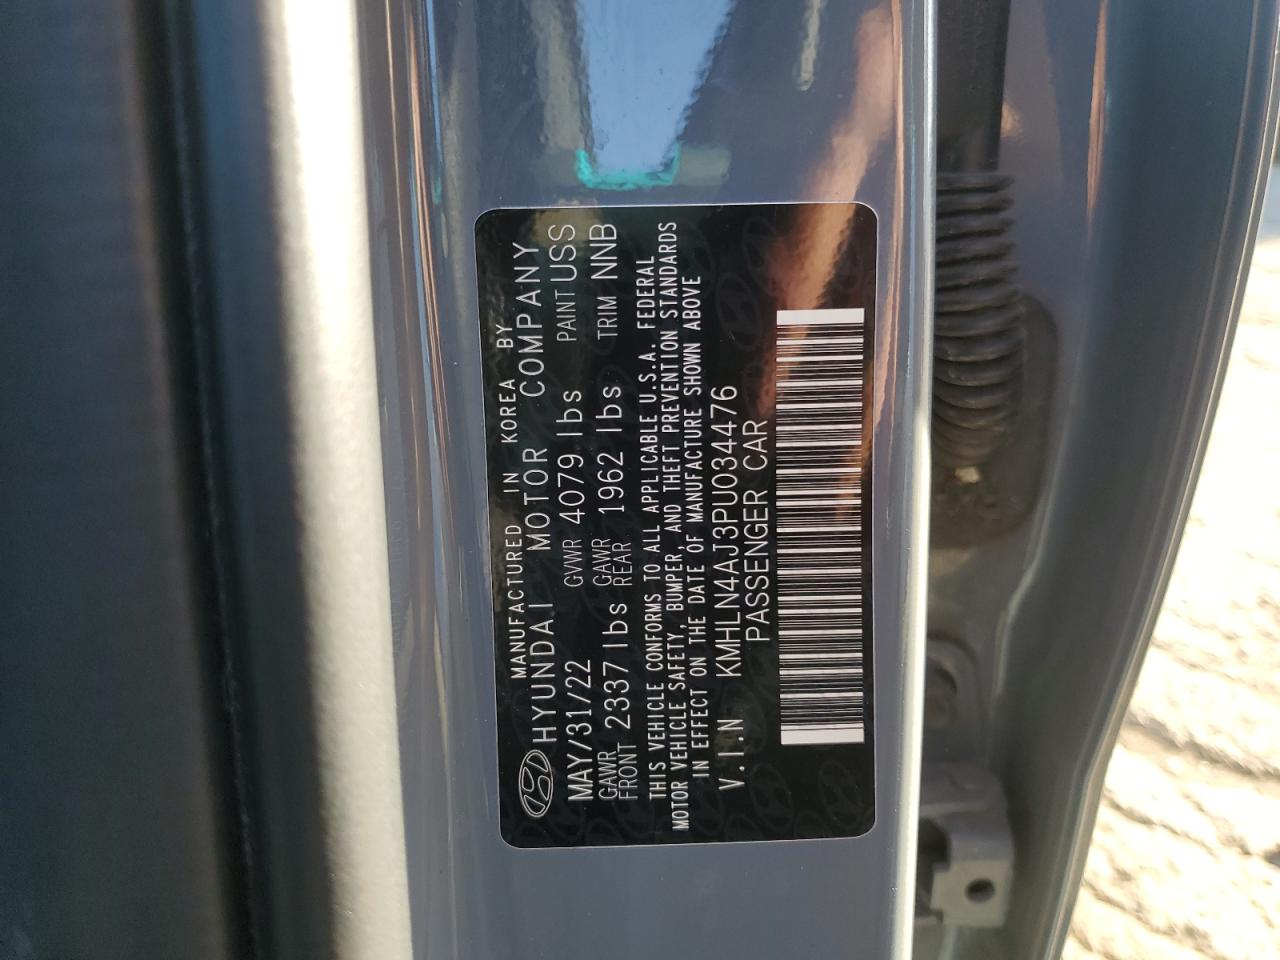 MANUFACTURED IN KOREA BY
HYUNDAI MOTOR COMPANY
MAY/31/22 GVWR 4079 lbs PAINT USS
GAWR FRONT 2337 lbs GAWR REAR 1962 lbs TRIM NNB
THIS VEHICLE CONFORMS TO ALL APPLICABLE U.S.A. FEDERAL
MOTOR VEHICLE SAFETY, BUMPER, AND THEFT PREVENTION STANDARDS
IN EFFECT ON THE DATE OF MANUFACTURE SHOWN ABOVE
V.I.N KMHLN4AJ3PU034476
PASSENGER CAR